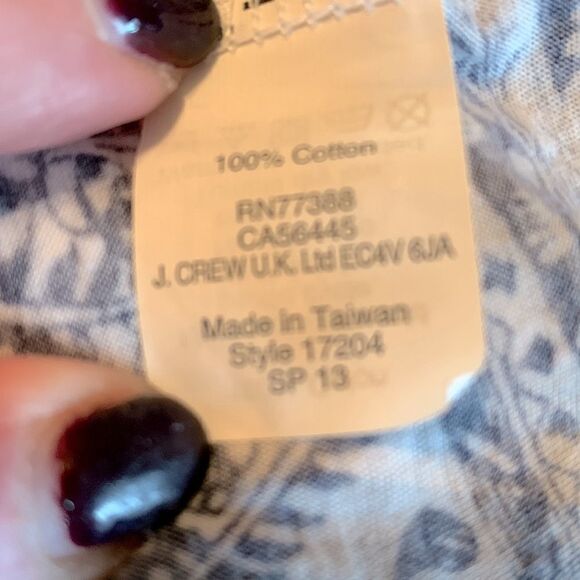 100% Cotton
RN77388
CA56445
J. CREW U.K. Ltd EC4V 6JA
Made in Taiwan
Style 17204
SP 13